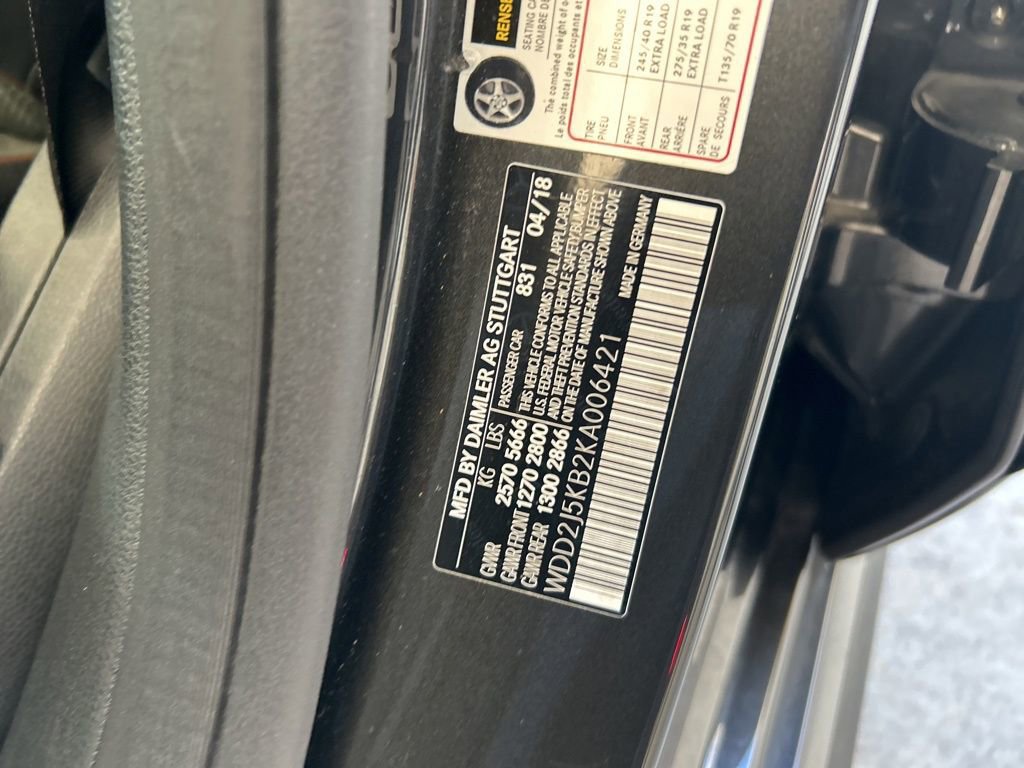 RENSE
SEATING CA
NOMBRE DE
The combined weight of o
Le poids total des occupants et
TIRE SIZE
PNEU DIMENSIONS
FRONT 245/40 R19
AVANT EXTRA LOAD
REAR 275/35 R19
ARRIÈRE EXTRA LOAD
SPARE T135/70 R19
DE SECOURS
MFD BY DAIMLER AG STUTTGART
KG LBS PASSENGER CAR 831 04/18
GVWR 2570 5666 THIS VEHICLE CONFORMS TO ALL APPLICABLE
GAWR FRONT 1270 2800 U.S. FEDERAL MOTOR VEHICLE SAFETY, BUMPER
GAWR REAR 1300 2866 AND THEFT PREVENTION STANDARDS IN EFFECT
ON THE DATE OF MANUFACTURE SHOWN ABOVE
WDD2J5KB2KA006421 MADE IN GERMANY